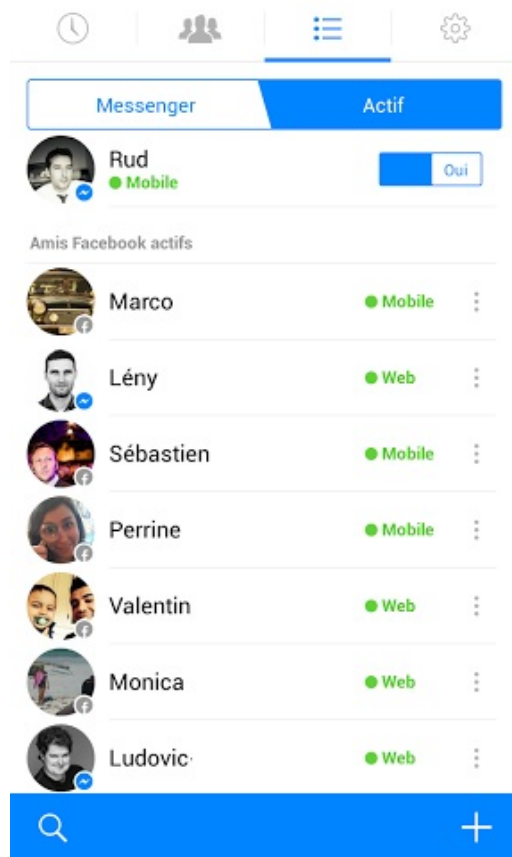 Messenger Actif
Rud
Mobile
Oui
Amis Facebook actifs
Marco Mobile
Lény Web
Sébastien Mobile
Perrine Mobile
Valentin Web
Monica Web
Ludovic Web